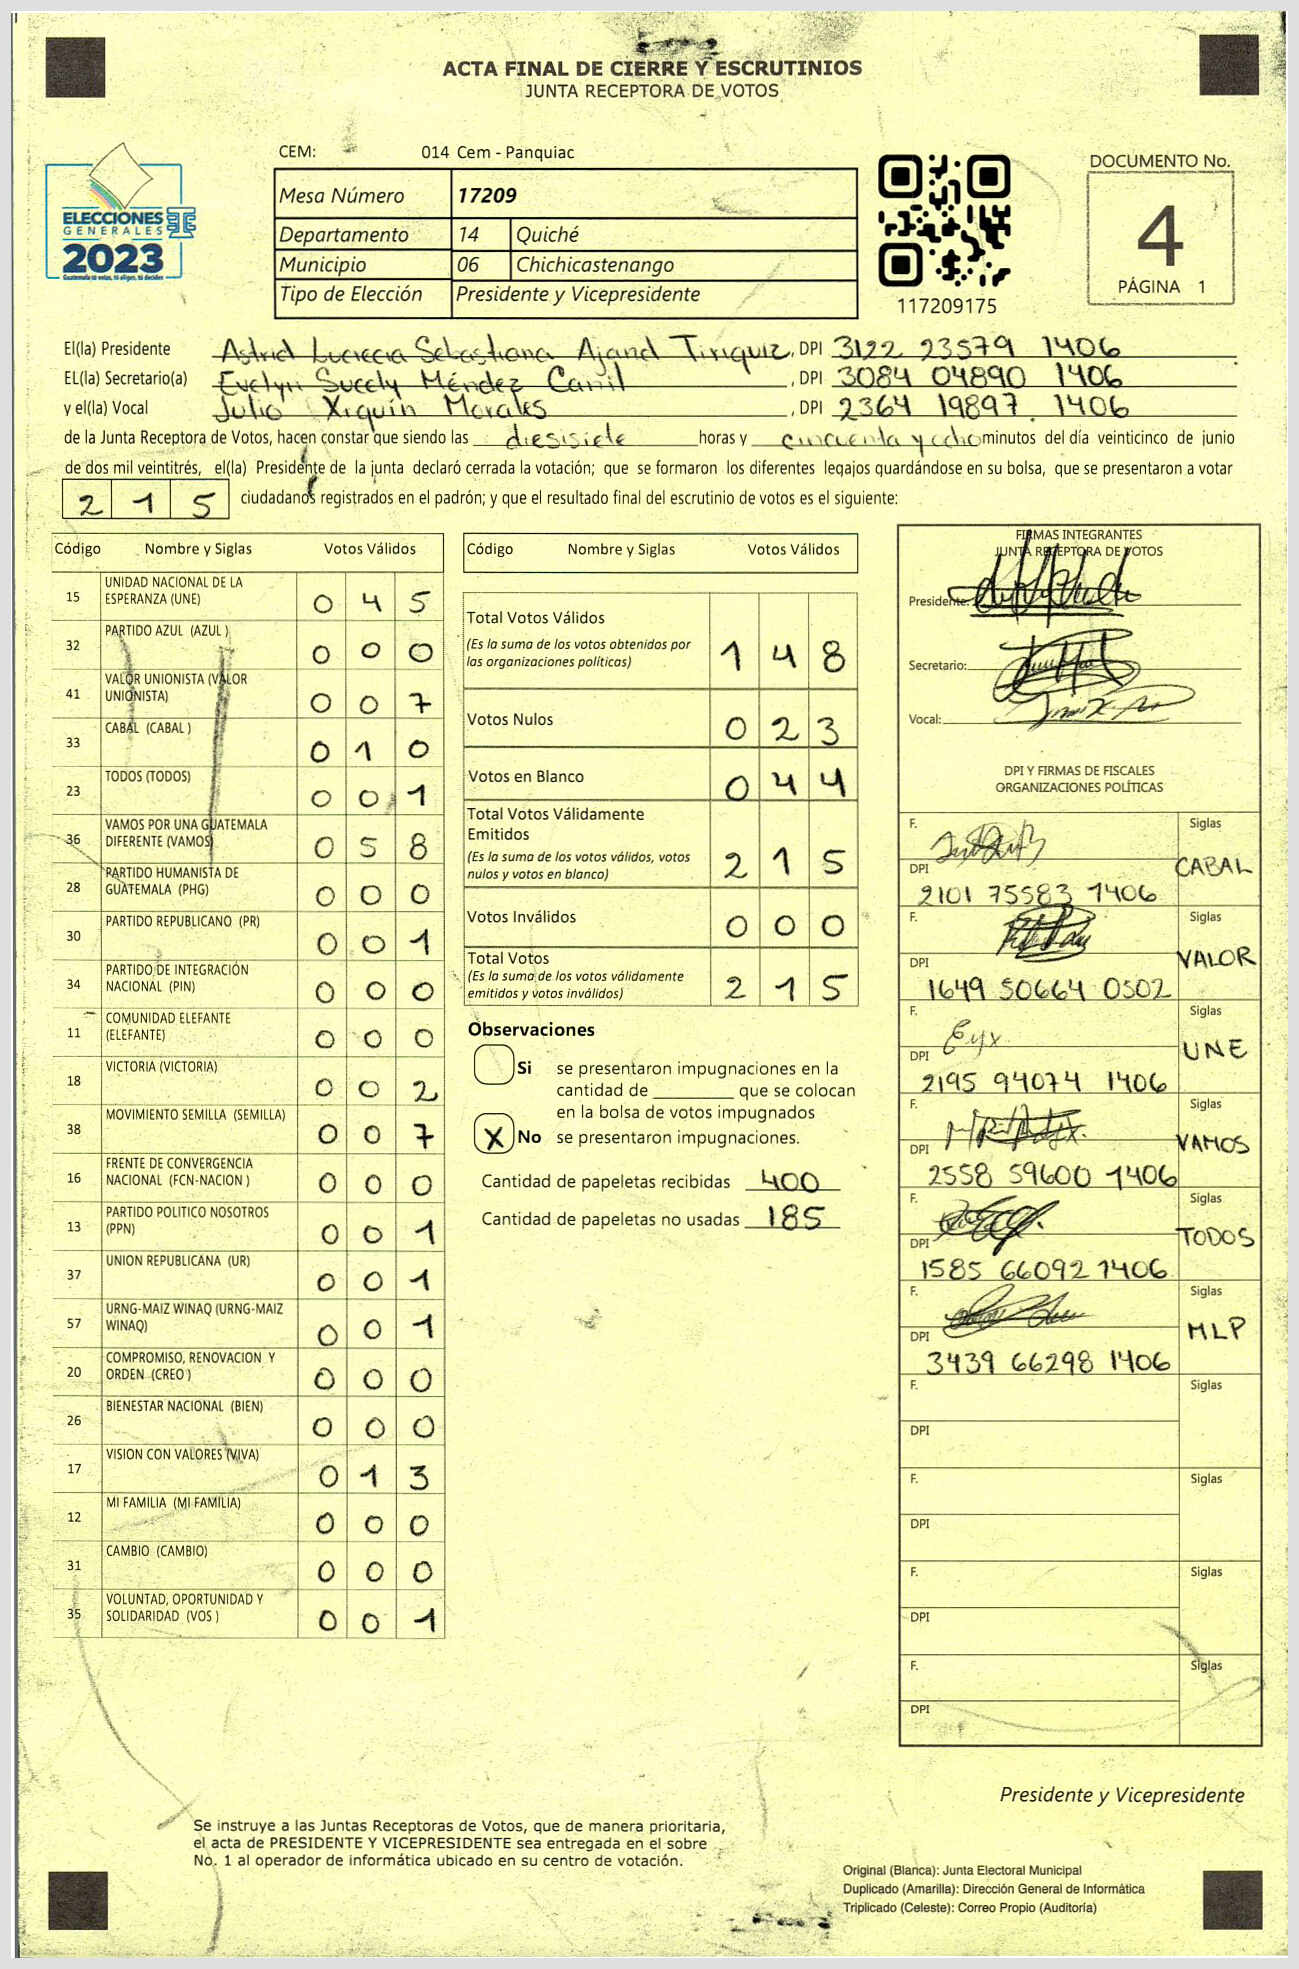 ACTA FINAL DE CIERRE Y ESCRUTINIOS
JUNTA RECEPTORA DE VOTOS
CEM: 014 Cem - Panquiac
Mesa Número 17209
Departamento 14 Quiché
Municipio 06 Chichicastenango
Tipo de Elección Presidente y Vicepresidente
ELECCIONES
GENERALES
2023
Guatemala tú votas, tú eliges, tú decides
117209175
DOCUMENTO No.
4
PÁGINA 1
El(la) Presidente Astrid Lucrecia Sebastiana Ajand Tiriquiz, DPI 3122 23579 1406
EL(la) Secretario(a) Evelyn Sucely Méndez Canil, DPI 3084 04890 1406
y el(la) Vocal Julio Xiquín Morales, DPI 2364 19897 1406
de la Junta Receptora de Votos, hacen constar que siendo las diesisiete horas y cincuenta y ocho minutos del día veinticinco de junio
de dos mil veintitrés, el(la) Presidente de la junta declaró cerrada la votación; que se formaron los diferentes legajos quardándose en su bolsa, que se presentaron a votar
215 ciudadanos registrados en el padrón; y que el resultado final del escrutinio de votos es el siguiente:
Código Nombre y Siglas Votos Válidos
15 UNIDAD NACIONAL DE LA ESPERANZA (UNE) 0 4 5
32 PARTIDO AZUL (AZUL ) 0 0 0
41 VALOR UNIONISTA (VALOR UNIONISTA) 0 0 7
33 CABAL (CABAL ) 0 1 0
23 TODOS (TODOS) 0 0 1
36 VAMOS POR UNA GUATEMALA DIFERENTE (VAMOS) 0 5 8
28 PARTIDO HUMANISTA DE GUATEMALA (PHG) 0 0 0
30 PARTIDO REPUBLICANO (PR) 0 0 1
34 PARTIDO DE INTEGRACIÓN NACIONAL (PIN) 0 0 0
11 COMUNIDAD ELEFANTE (ELEFANTE) 0 0 0
18 VICTORIA (VICTORIA) 0 0 2
38 MOVIMIENTO SEMILLA (SEMILLA) 0 0 7
16 FRENTE DE CONVERGENCIA NACIONAL (FCN-NACION ) 0 0 0
13 PARTIDO POLITICO NOSOTROS (PPN) 0 0 1
37 UNION REPUBLICANA (UR) 0 0 1
57 URNG-MAIZ WINAQ (URNG-MAIZ WINAQ) 0 0 1
20 COMPROMISO, RENOVACION Y ORDEN (CREO ) 0 0 0
26 BIENESTAR NACIONAL (BIEN) 0 0 0
17 VISION CON VALORES (VIVA) 0 1 3
12 MI FAMILIA (MI FAMILIA) 0 0 0
31 CAMBIO (CAMBIO) 0 0 0
35 VOLUNTAD, OPORTUNIDAD Y SOLIDARIDAD (VOS ) 0 0 1
Código Nombre y Siglas Votos Válidos
Total Votos Válidos 1 4 8
(Es la suma de los votos obtenidos por
las organizaciones políticas)
Votos Nulos 0 2 3
Votos en Blanco 0 4 4
Total Votos Válidamente
Emitidos 2 1 5
(Es la suma de los votos válidos, votos
nulos y votos en blanco)
Votos Inválidos 0 0 0
Total Votos 2 1 5
(Es la suma de los votos válidamente
emitidos y votos inválidos)
Observaciones
Si se presentaron impugnaciones en la
cantidad de que se colocan
en la bolsa de votos impugnados
X No se presentaron impugnaciones.
Cantidad de papeletas recibidas 400
Cantidad de papeletas no usadas 185
FIRMAS INTEGRANTES
JUNTA RECEPTORA DE VOTOS
Presidente:
Secretario:
Vocal:
DPI Y FIRMAS DE FISCALES
ORGANIZACIONES POLÍTICAS
F. Siglas CABAL
DPI 2101 75583 1406
F. Siglas VALOR
DPI 1649 50664 0502
F. Siglas UNE
DPI 2195 94074 1406
F. Siglas VAMOS
DPI 2558 59600 1406
F. Siglas TODOS
DPI 1585 66092 1406
F. Siglas MLP
DPI 3439 66298 1406
F. Siglas
DPI
F. Siglas
DPI
F. Siglas
DPI
F. Siglas
DPI
Presidente y Vicepresidente
Se instruye a las Juntas Receptoras de Votos, que de manera prioritaria,
el acta de PRESIDENTE Y VICEPRESIDENTE sea entregada en el sobre
No. 1 al operador de informática ubicado en su centro de votación.
Original (Blanca): Junta Electoral Municipal
Duplicado (Amarilla): Dirección General de Informática
Triplicado (Celeste): Correo Propio (Auditoría)